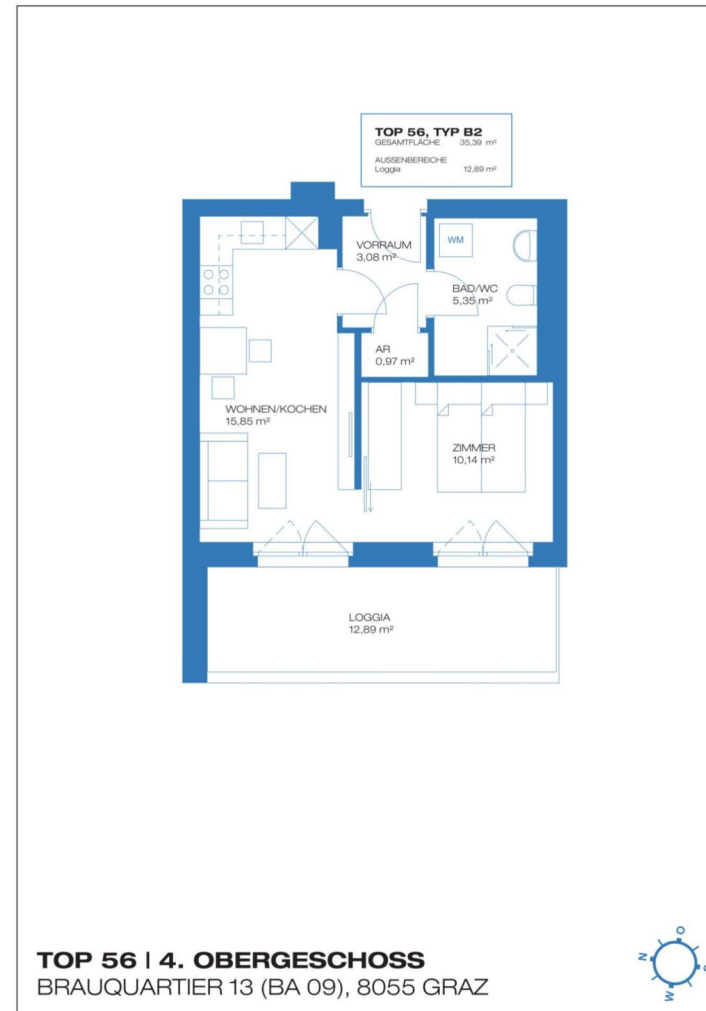 TOP 56, TYP B2
GESAMTFLÄCHE 35,39 m²
AUSSENBEREICHE
Loggia 12,89 m²
VORRAUM
3,08 m²
WM
BAD/WC
5,35 m²
AR
0,97 m²
WOHNEN/KOCHEN
15,85 m²
ZIMMER
10,14 m²
LOGGIA
12,89 m²
TOP 56 | 4. OBERGESCHOSS
BRAUQUARTIER 13 (BA 09), 8055 GRAZ
N
O
S
W